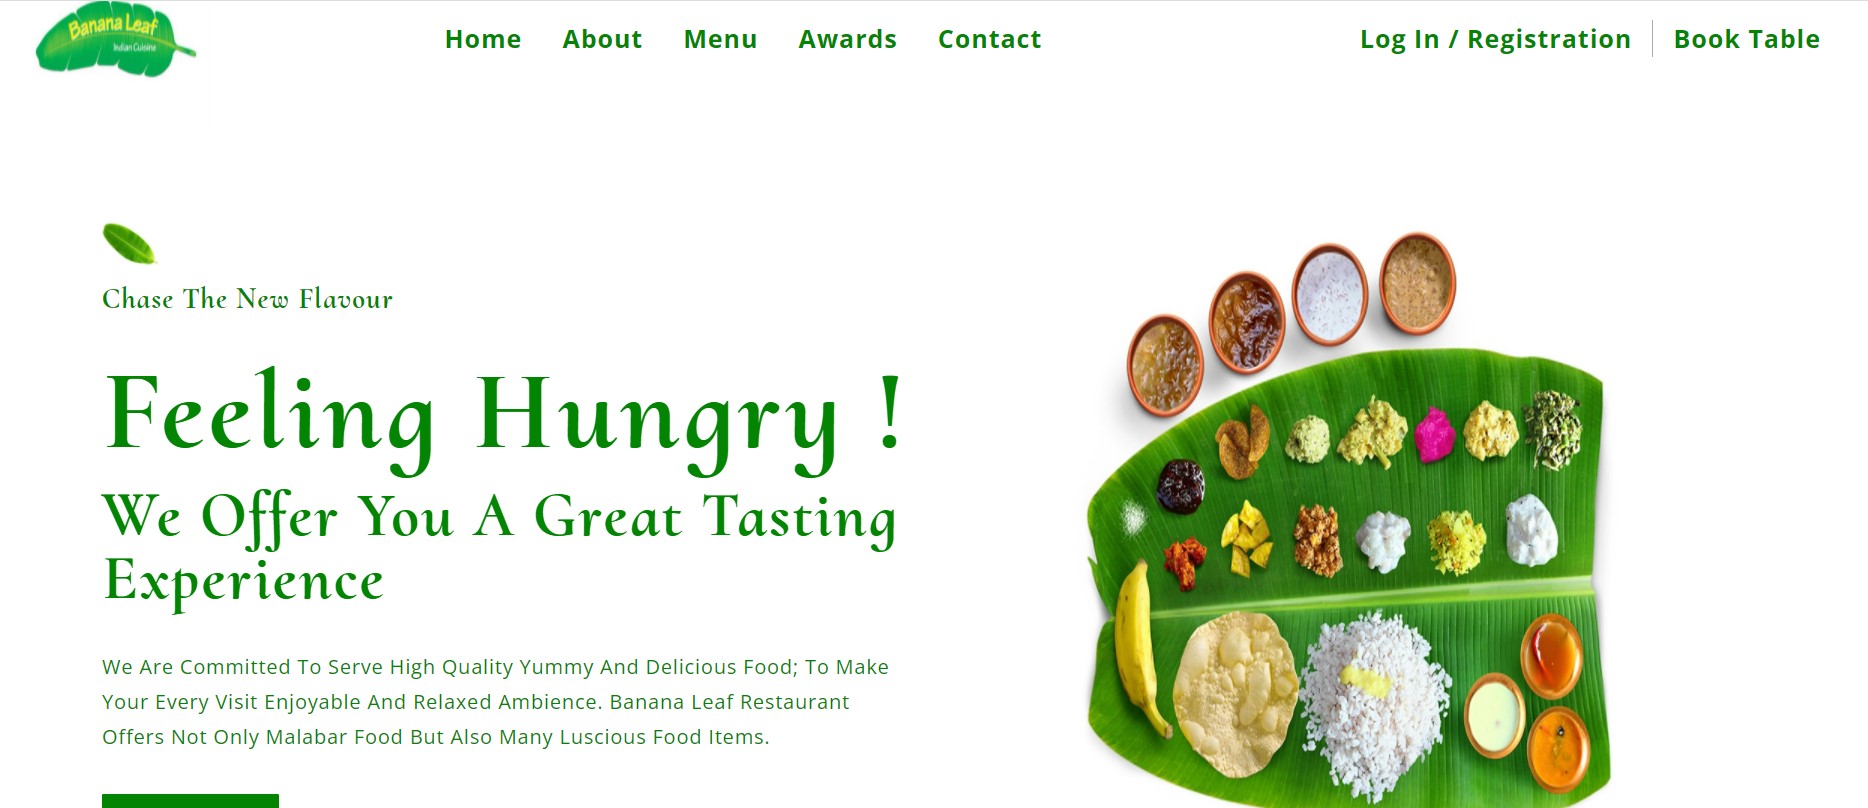 Banana Leaf
Indian Cuisine
Home About Menu Awards Contact Log In / Registration Book Table
Chase The New Flavour
Feeling Hungry !
We Offer You A Great Tasting
Experience
We Are Committed To Serve High Quality Yummy And Delicious Food; To Make
Your Every Visit Enjoyable And Relaxed Ambience. Banana Leaf Restaurant
Offers Not Only Malabar Food But Also Many Luscious Food Items.